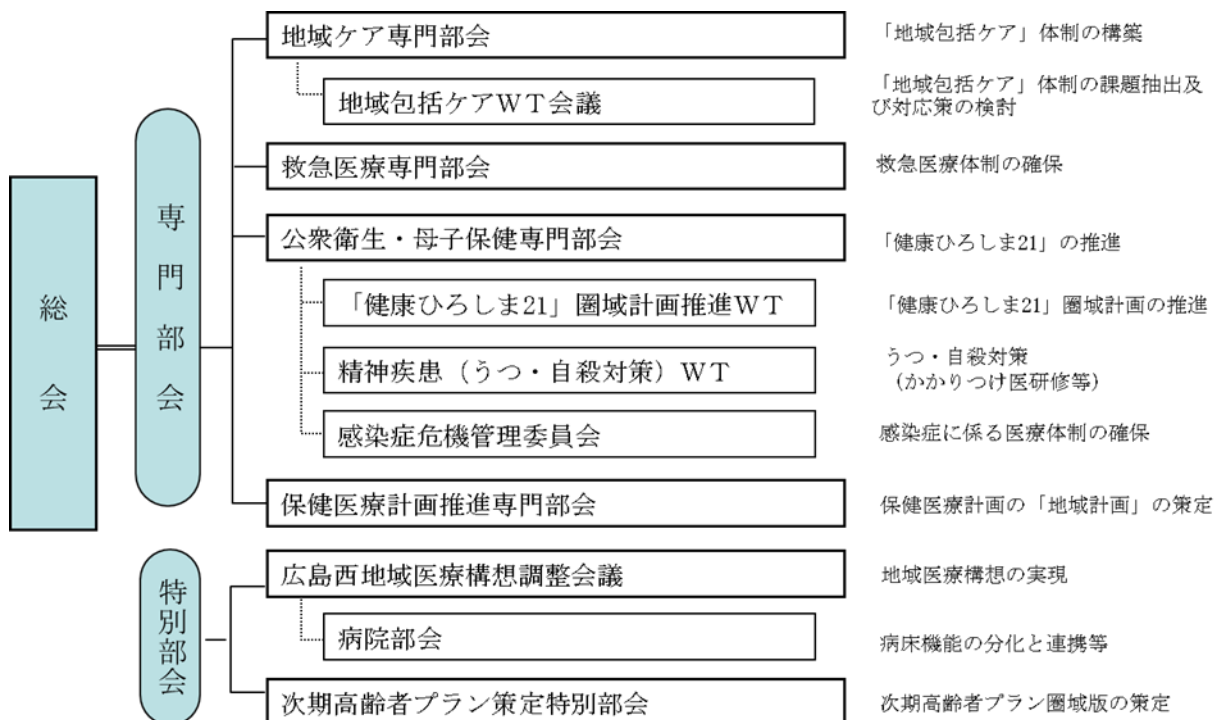 総会
専門部会
地域ケア専門部会
「地域包括ケア」体制の構築
地域包括ケアＷＴ会議
「地域包括ケア」体制の課題抽出及
び対応策の検討
救急医療専門部会
救急医療体制の確保
公衆衛生・母子保健専門部会
「健康ひろしま21」の推進
「健康ひろしま21」圏域計画推進ＷＴ
「健康ひろしま21」圏域計画の推進
精神疾患（うつ・自殺対策）ＷＴ
うつ・自殺対策
（かかりつけ医研修等）
感染症危機管理委員会
感染症に係る医療体制の確保
保健医療計画推進専門部会
保健医療計画の「地域計画」の策定
特別部会
広島西地域医療構想調整会議
地域医療構想の実現
病院部会
病床機能の分化と連携等
次期高齢者プラン策定特別部会
次期高齢者プラン圏域版の策定